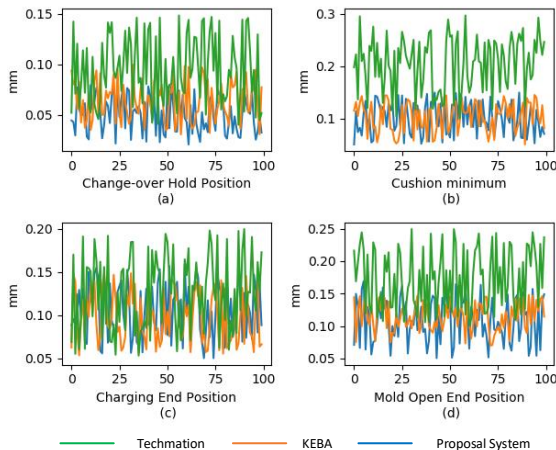 0.15
0.10
0.05
mm
0 25 50 75 100
Change-over Hold Position
(a)
0.3
0.2
0.1
mm
0 25 50 75 100
Cushion minimum
(b)
0.20
0.15
0.10
0.05
mm
0 25 50 75 100
Charging End Position
(c)
0.25
0.20
0.15
0.10
0.05
mm
0 25 50 75 100
Mold Open End Position
(d)
Techmation KEBA Proposal System